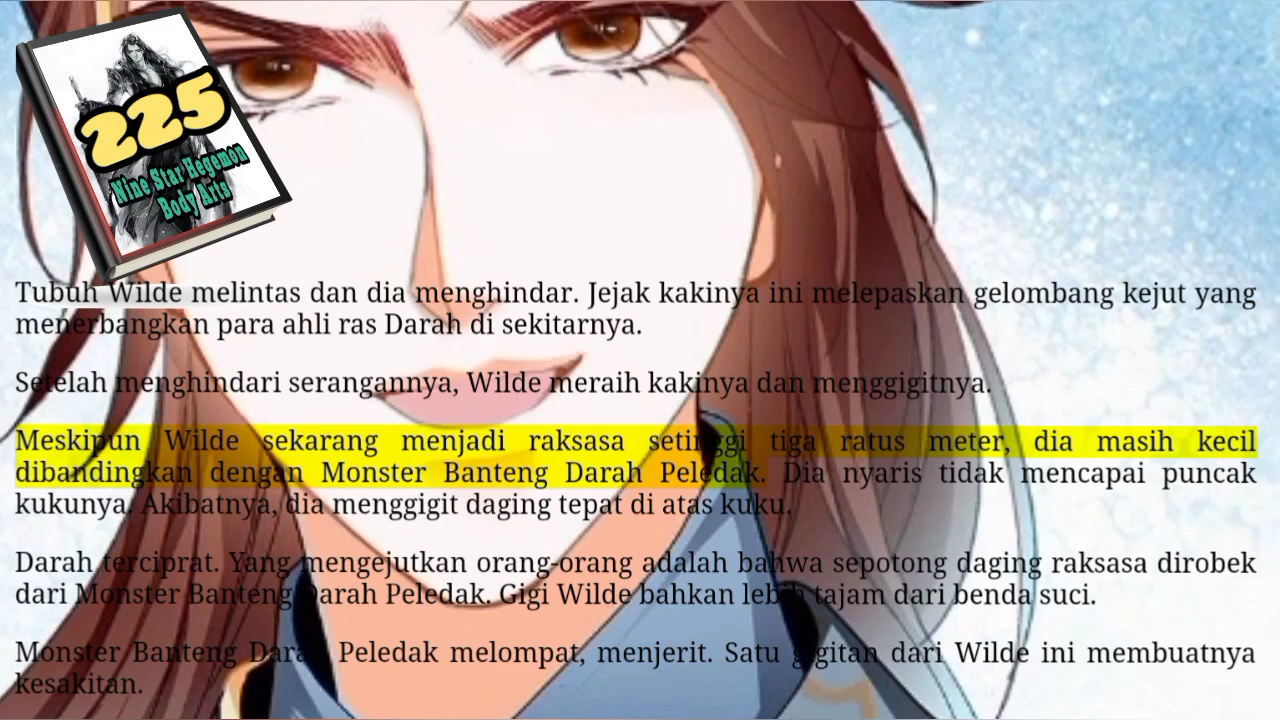 225
Nine Star Hegemon
Body Arts
Tubuh Wilde melintas dan dia menghindar. Jejak kakinya ini melepaskan gelombang kejut yang
menerbangkan para ahli ras Darah di sekitarnya.
Setelah menghindari serangannya, Wilde meraih kakinya dan menggigitnya.
Meskipun Wilde sekarang menjadi raksasa setinggi tiga ratus meter, dia masih kecil
dibandingkan dengan Monster Banteng Darah Peledak. Dia nyaris tidak mencapai puncak
kukunya. Akibatnya, dia menggigit daging tepat di atas kuku.
Darah terciprat. Yang mengejutkan orang-orang adalah bahwa sepotong daging raksasa dirobek
dari Monster Banteng Darah Peledak. Gigi Wilde bahkan lebih tajam dari benda suci.
Monster Banteng Darah Peledak melompat, menjerit. Satu gigitan dari Wilde ini membuatnya
kesakitan.